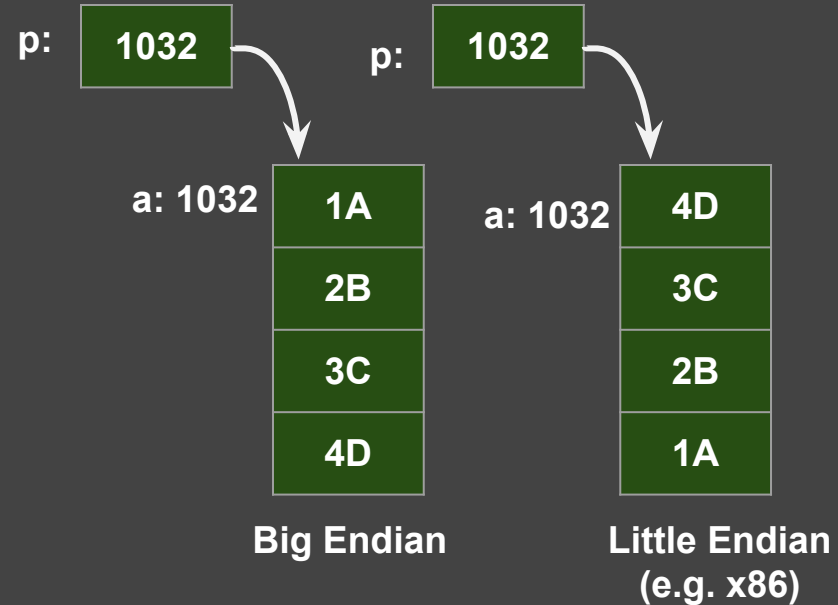 p: 1032
p: 1032
a: 1032
1A
2B
3C
4D
Big Endian
a: 1032
4D
3C
2B
1A
Little Endian
(e.g. x86)